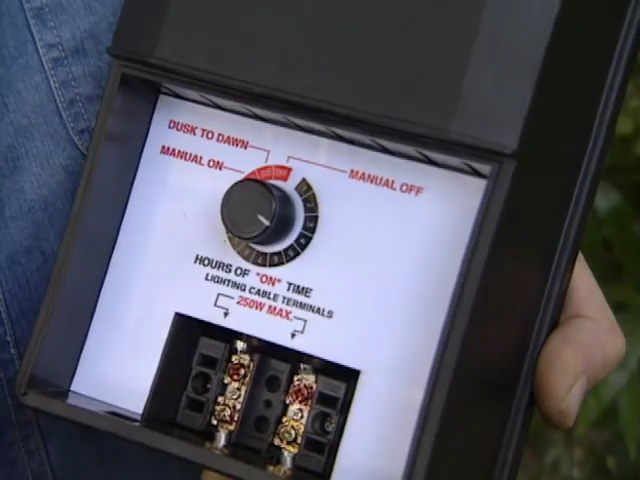 DUSK TO DAWN
MANUAL ON
MANUAL OFF
HOURS OF "ON" TIME
LIGHTING CABLE TERMINALS
250W MAX.